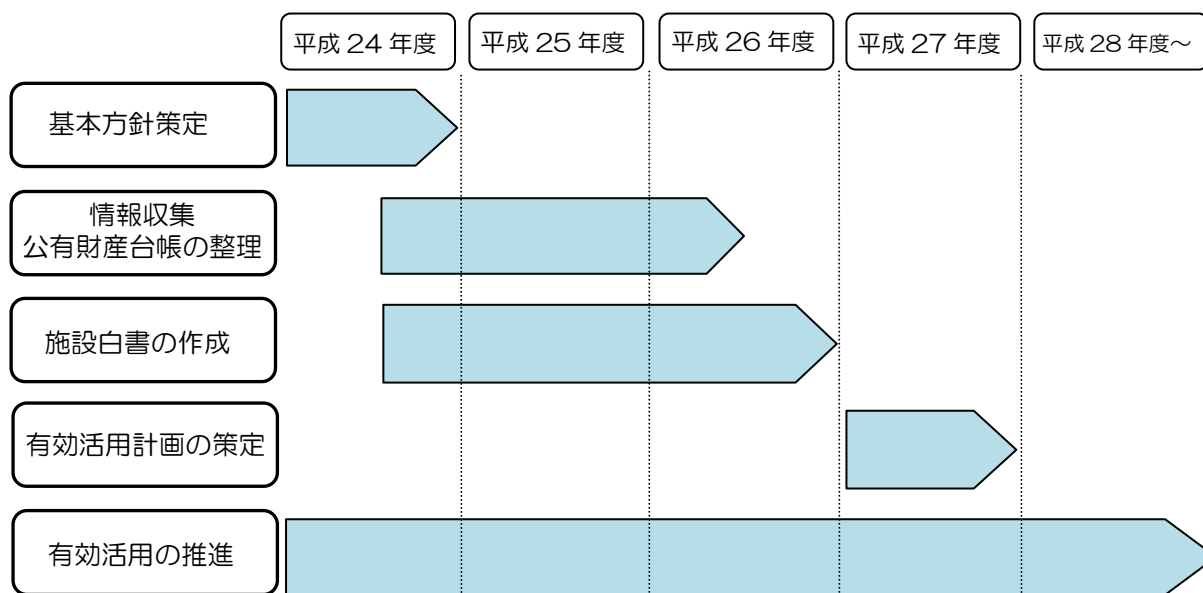 平成 24 年度
平成 25 年度
平成 26 年度
平成 27 年度
平成 28 年度～
基本方針策定
情報収集
公有財産台帳の整理
施設白書の作成
有効活用計画の策定
有効活用の推進